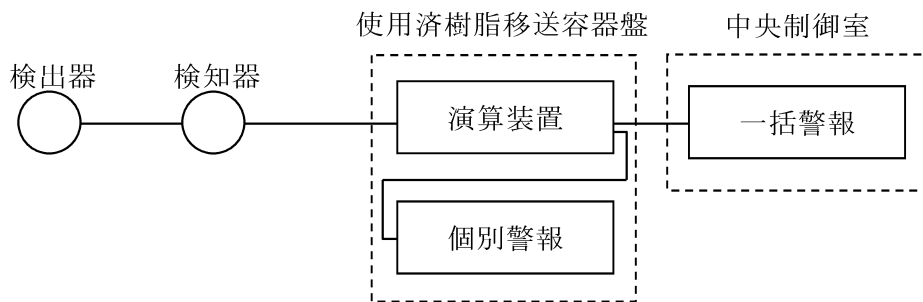 使用済樹脂移送容器盤
中央制御室
検出器
検知器
演算装置
一括警報
個別警報